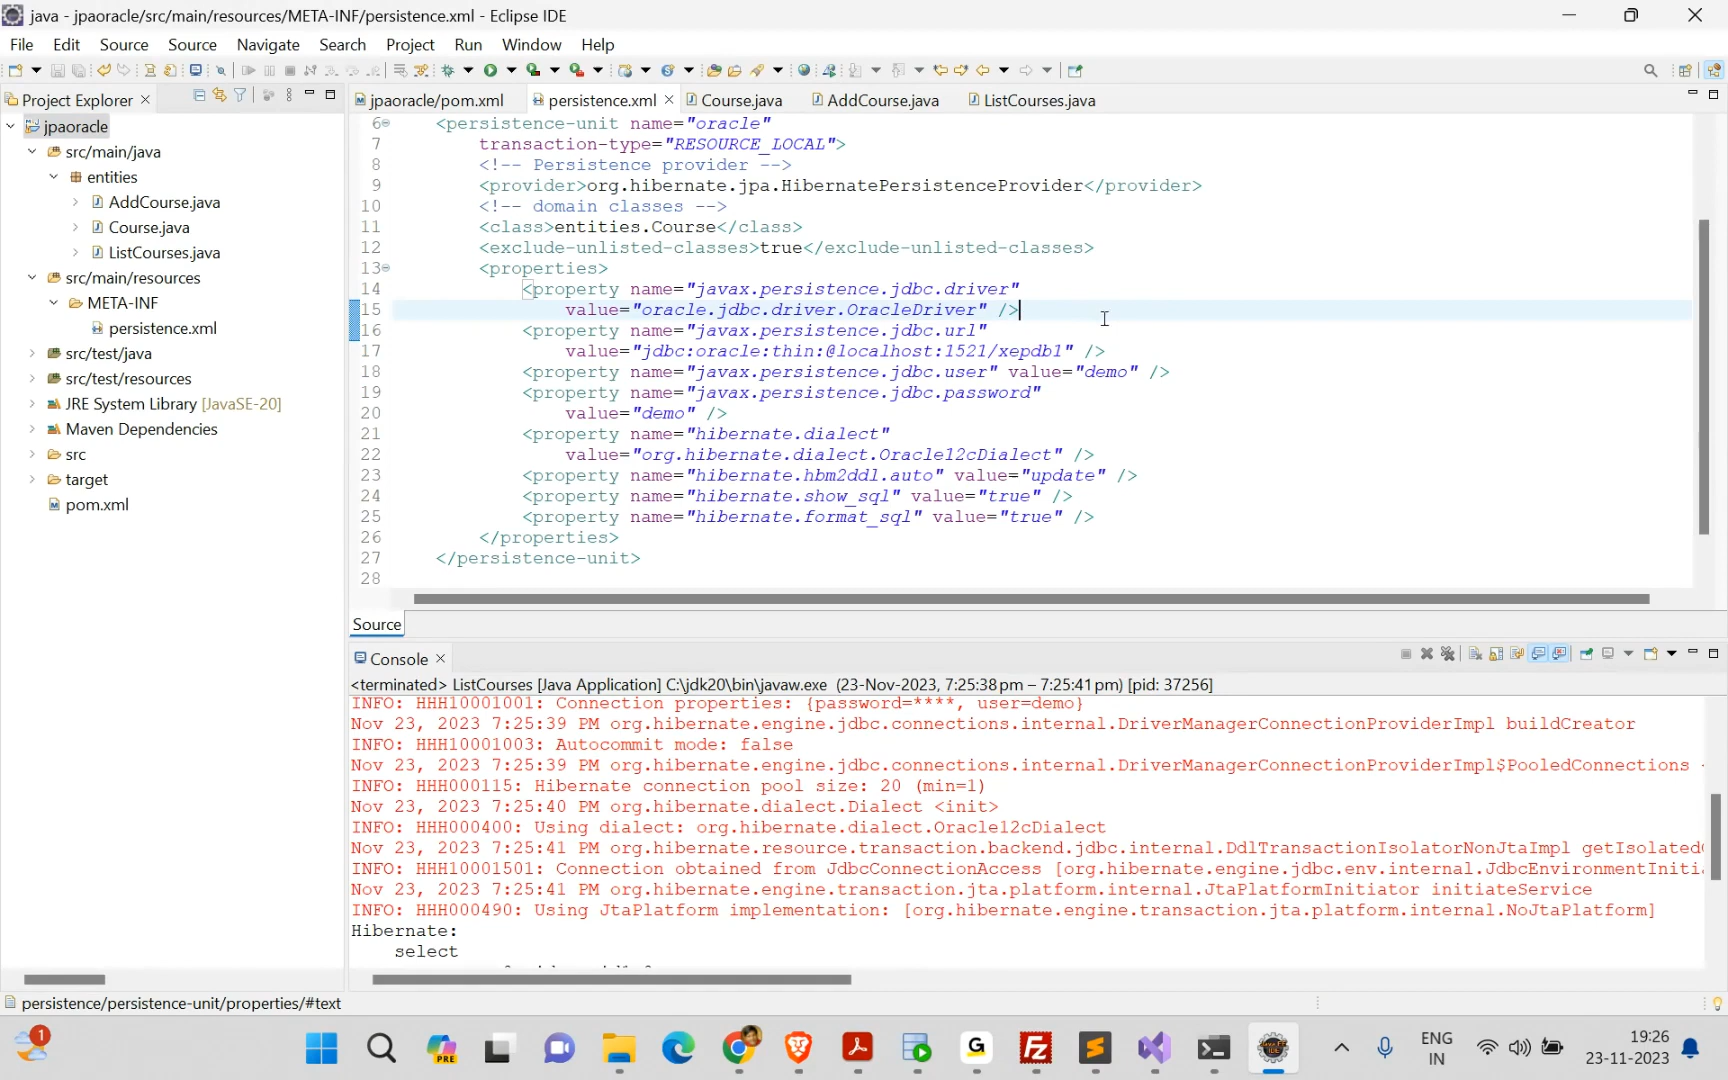 java - jpaoracle/src/main/resources/META-INF/persistence.xml - Eclipse IDE
File Edit Source Source Navigate Search Project Run Window Help
Project Explorer
jpaoracle
src/main/java
entities
AddCourse.java
Course.java
ListCourses.java
src/main/resources
META-INF
persistence.xml
src/test/java
src/test/resources
JRE System Library [JavaSE-20]
Maven Dependencies
src
target
pom.xml
jpaoracle/pom.xml persistence.xml Course.java AddCourse.java ListCourses.java
6 <persistence-unit name="oracle"
7 transaction-type="RESOURCE_LOCAL">
8 <!-- Persistence provider -->
9 <provider>org.hibernate.jpa.HibernatePersistenceProvider</provider>
10 <!-- domain classes -->
11 <class>entities.Course</class>
12 <exclude-unlisted-classes>true</exclude-unlisted-classes>
13 <properties>
14 <property name="javax.persistence.jdbc.driver"
15 value="oracle.jdbc.driver.OracleDriver" />
16 <property name="javax.persistence.jdbc.url"
17 value="jdbc:oracle:thin:@localhost:1521/xepdb1" />
18 <property name="javax.persistence.jdbc.user" value="demo" />
19 <property name="javax.persistence.jdbc.password"
20 value="demo" />
21 <property name="hibernate.dialect"
22 value="org.hibernate.dialect.Oracle12cDialect" />
23 <property name="hibernate.hbm2ddl.auto" value="update" />
24 <property name="hibernate.show_sql" value="true" />
25 <property name="hibernate.format_sql" value="true" />
26 </properties>
27 </persistence-unit>
28
Source
Console
<terminated> ListCourses [Java Application] C:\jdk20\bin\javaw.exe (23-Nov-2023, 7:25:38 pm – 7:25:41 pm) [pid: 37256]
INFO: HHH10001001: Connection properties: {password=****, user=demo}
Nov 23, 2023 7:25:39 PM org.hibernate.engine.jdbc.connections.internal.DriverManagerConnectionProviderImpl buildCreator
INFO: HHH10001003: Autocommit mode: false
Nov 23, 2023 7:25:39 PM org.hibernate.engine.jdbc.connections.internal.DriverManagerConnectionProviderImpl$PooledConnections
INFO: HHH000115: Hibernate connection pool size: 20 (min=1)
Nov 23, 2023 7:25:40 PM org.hibernate.dialect.Dialect <init>
INFO: HHH000400: Using dialect: org.hibernate.dialect.Oracle12cDialect
Nov 23, 2023 7:25:41 PM org.hibernate.resource.transaction.backend.jdbc.internal.DdlTransactionIsolatorNonJtaImpl getIsolated
INFO: HHH10001501: Connection obtained from JdbcConnectionAccess [org.hibernate.engine.jdbc.env.internal.JdbcEnvironmentIniti
Nov 23, 2023 7:25:41 PM org.hibernate.engine.transaction.jta.platform.internal.JtaPlatformInitiator initiateService
INFO: HHH000490: Using JtaPlatform implementation: [org.hibernate.engine.transaction.jta.platform.internal.NoJtaPlatform]
Hibernate:
select
persistence/persistence-unit/properties/#text
1
PRE
ENG
IN
19:26
23-11-2023